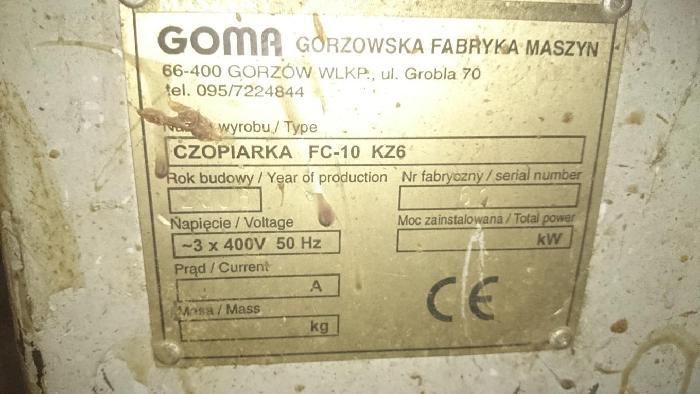 GOMA GORZOWSKA FABRYKA MASZYN
66-400 GORZÓW WLKP., ul. Grobla 70
tel. 095/7224844
wyrobu / Type
CZOPIARKA FC-10 KZ6
Rok budowy / Year of production Nr fabryczny / serial number
Napięcie / Voltage Moc zainstalowana / Total power
~3 x 400V 50 Hz kW
Prąd / Current
A
Masa / Mass
kg
CE